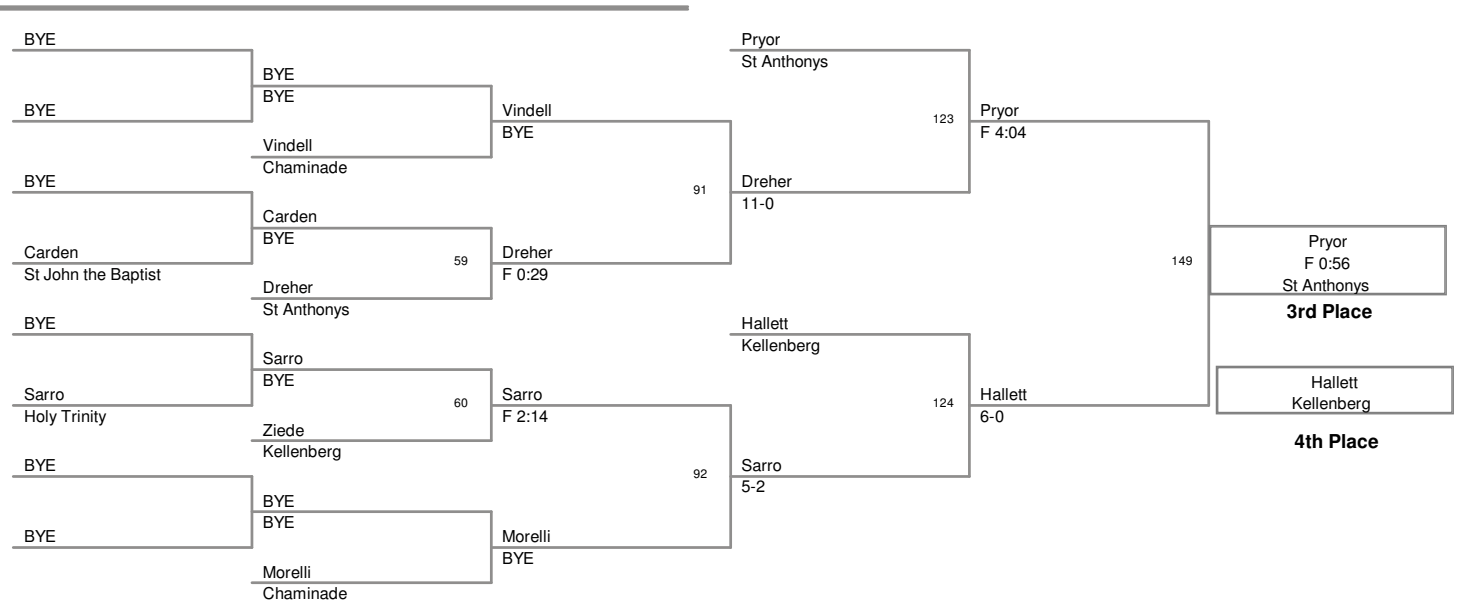 BYE
BYE
BYE
Carden
St John the Baptist
BYE
Sarro
Holy Trinity
BYE
BYE
BYE
BYE
Vindell
Chaminade
Carden
BYE
59
Dreher
St Anthonys
Sarro
BYE
60
Ziede
Kellenberg
BYE
BYE
Morelli
Chaminade
Vindell
BYE
91
Dreher
F 0:29
Sarro
F 2:14
92
Morelli
BYE
Pryor
St Anthonys
123
Dreher
11-0
Hallett
Kellenberg
124
Sarro
5-2
Pryor
F 4:04
149
Hallett
6-0
Pryor
F 0:56
St Anthonys
3rd Place
Hallett
Kellenberg
4th Place